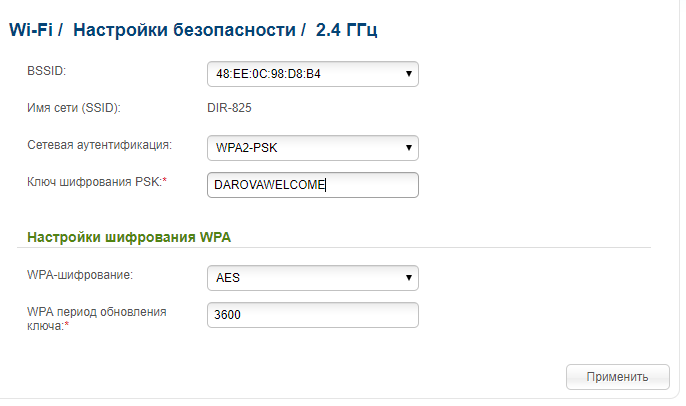 Wi-Fi / Настройки безопасности / 2.4 ГГц
BSSID: 48:EE:0C:98:D8:B4
Имя сети (SSID): DIR-825
Сетевая аутентификация: WPA2-PSK
Ключ шифрования PSK:* DAROVAWELCOME
Настройки шифрования WPA
WPA-шифрование: AES
WPA период обновления
ключа:* 3600
Применить